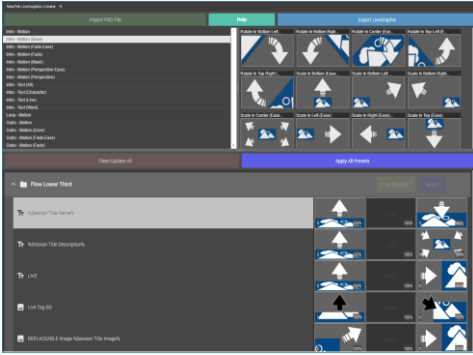 NewTek LiveGraphics Creator
Import PSD File
Help
Export LiveGraphic
Intro - Motion
Intro - Motion (Ease)
Intro - Motion (Fade Ease)
Intro - Motion (Fade)
Intro - Motion (Mask)
Intro - Motion (Perspective Ease)
Intro - Motion (Perspective)
Intro - Text (All)
Intro - Text (Character)
Intro - Text (Line)
Intro - Text (Word)
Loop - Motion
Outro - Motion
Outro - Motion (Ease)
Outro - Motion (Fade Ease)
Outro - Motion (Fade)
Rotate In Bottom Left...
Rotate In Bottom Righ...
Rotate In Center (Eas...
Rotate In Top Left (E...
Rotate In Top Right (
Scale In Bottom (Ease...
Scale In Bottom Left
Scale In Bottom Right
Scale In Center (Ease...
Scale In Left (Ease)
Scale In Right (Ease)
Scale In Top (Ease)
Clear/Update All
Apply All Presets
Flow Lower Third
Apply
Tr %Session Title Name%
Tr %Session Title Description%
Tr LIVE
Live Tag BG
REPLACEABLE Image %Session Title Image%